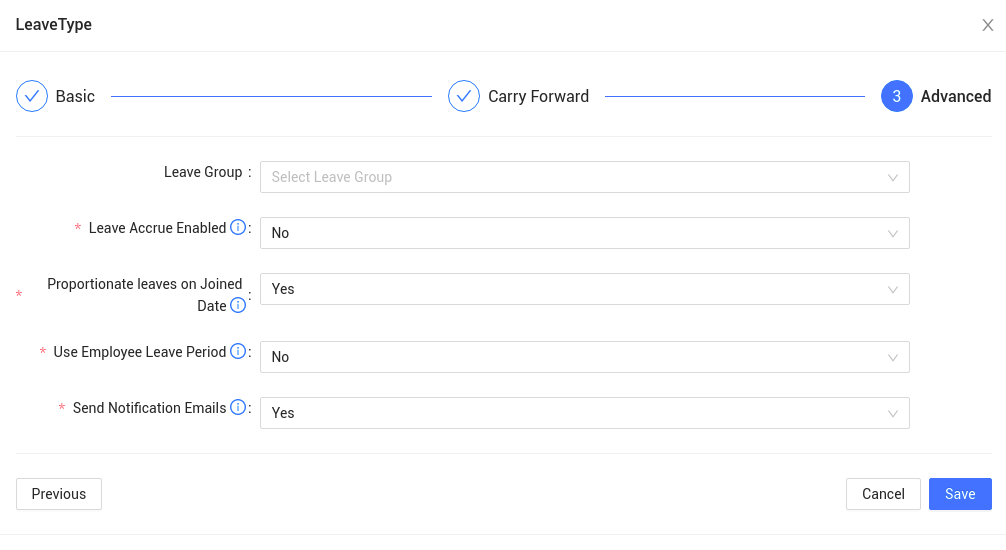 LeaveType
Basic
Carry Forward
3 Advanced
Leave Group :
Select Leave Group
* Leave Accrue Enabled i :
No
* Proportionate leaves on Joined
Date i :
Yes
* Use Employee Leave Period i :
No
* Send Notification Emails i :
Yes
Previous
Cancel
Save